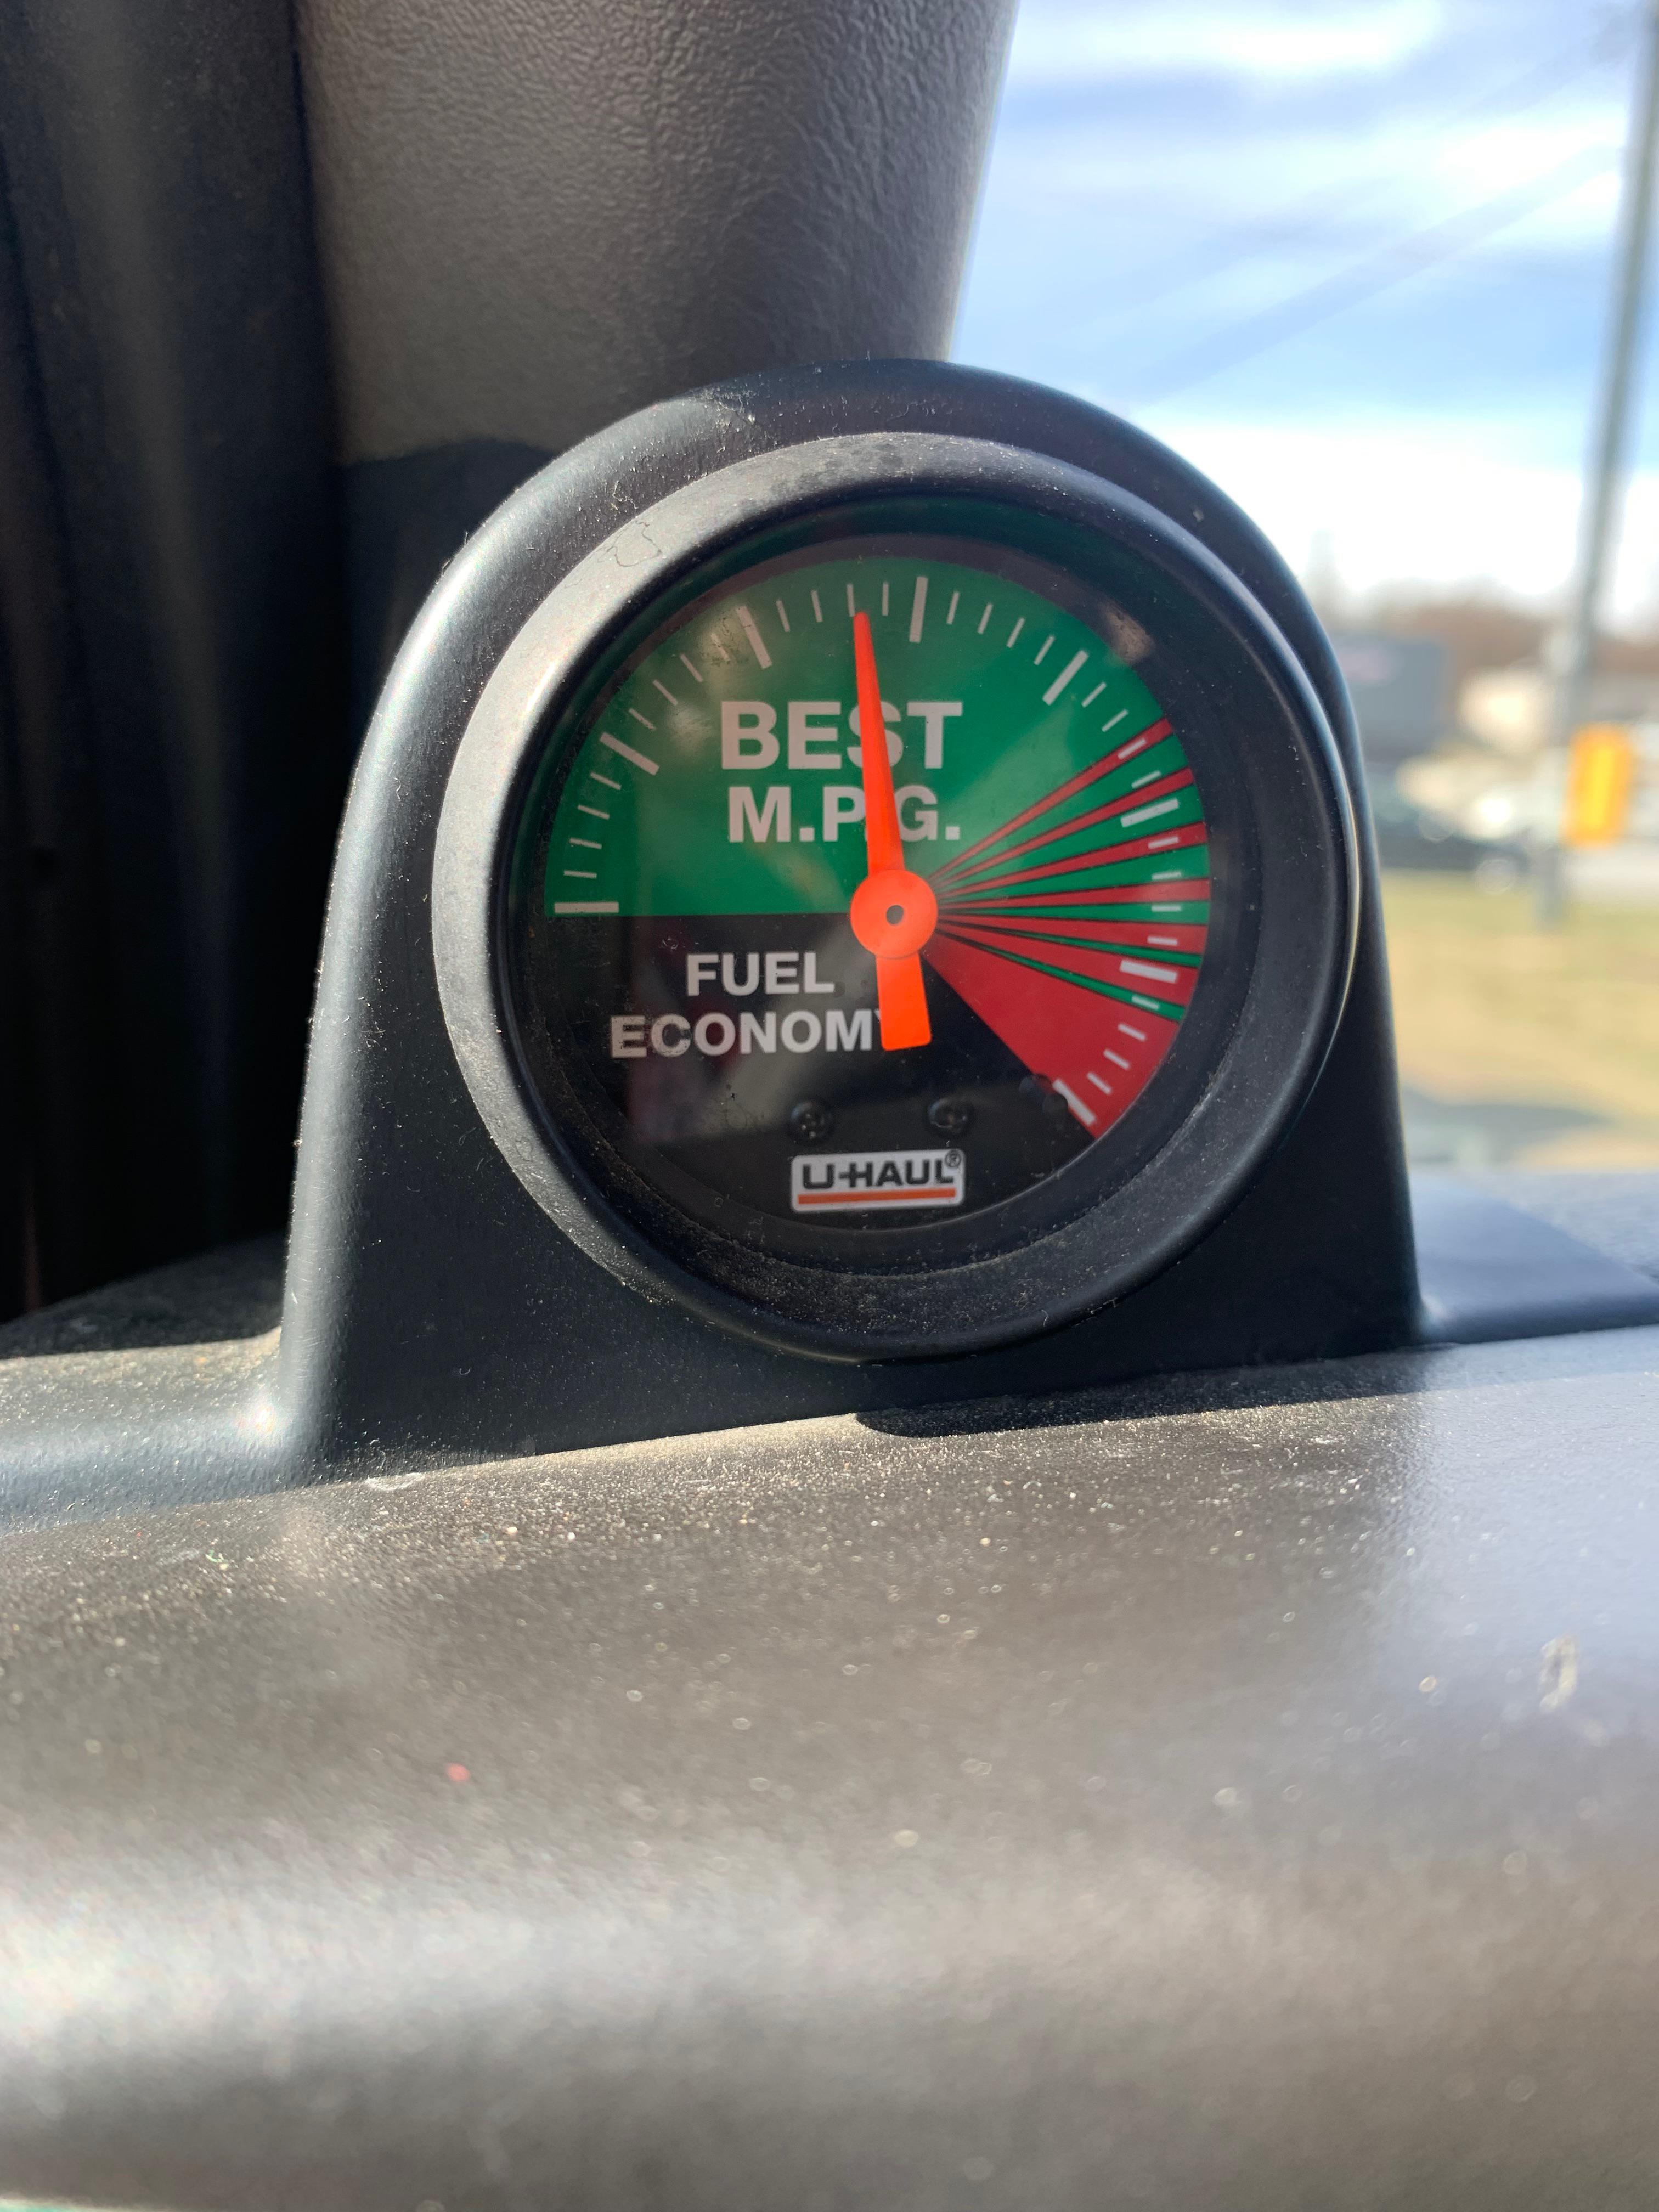 BEST
M.P.G.
FUEL
ECONOMY
U-HAUL®